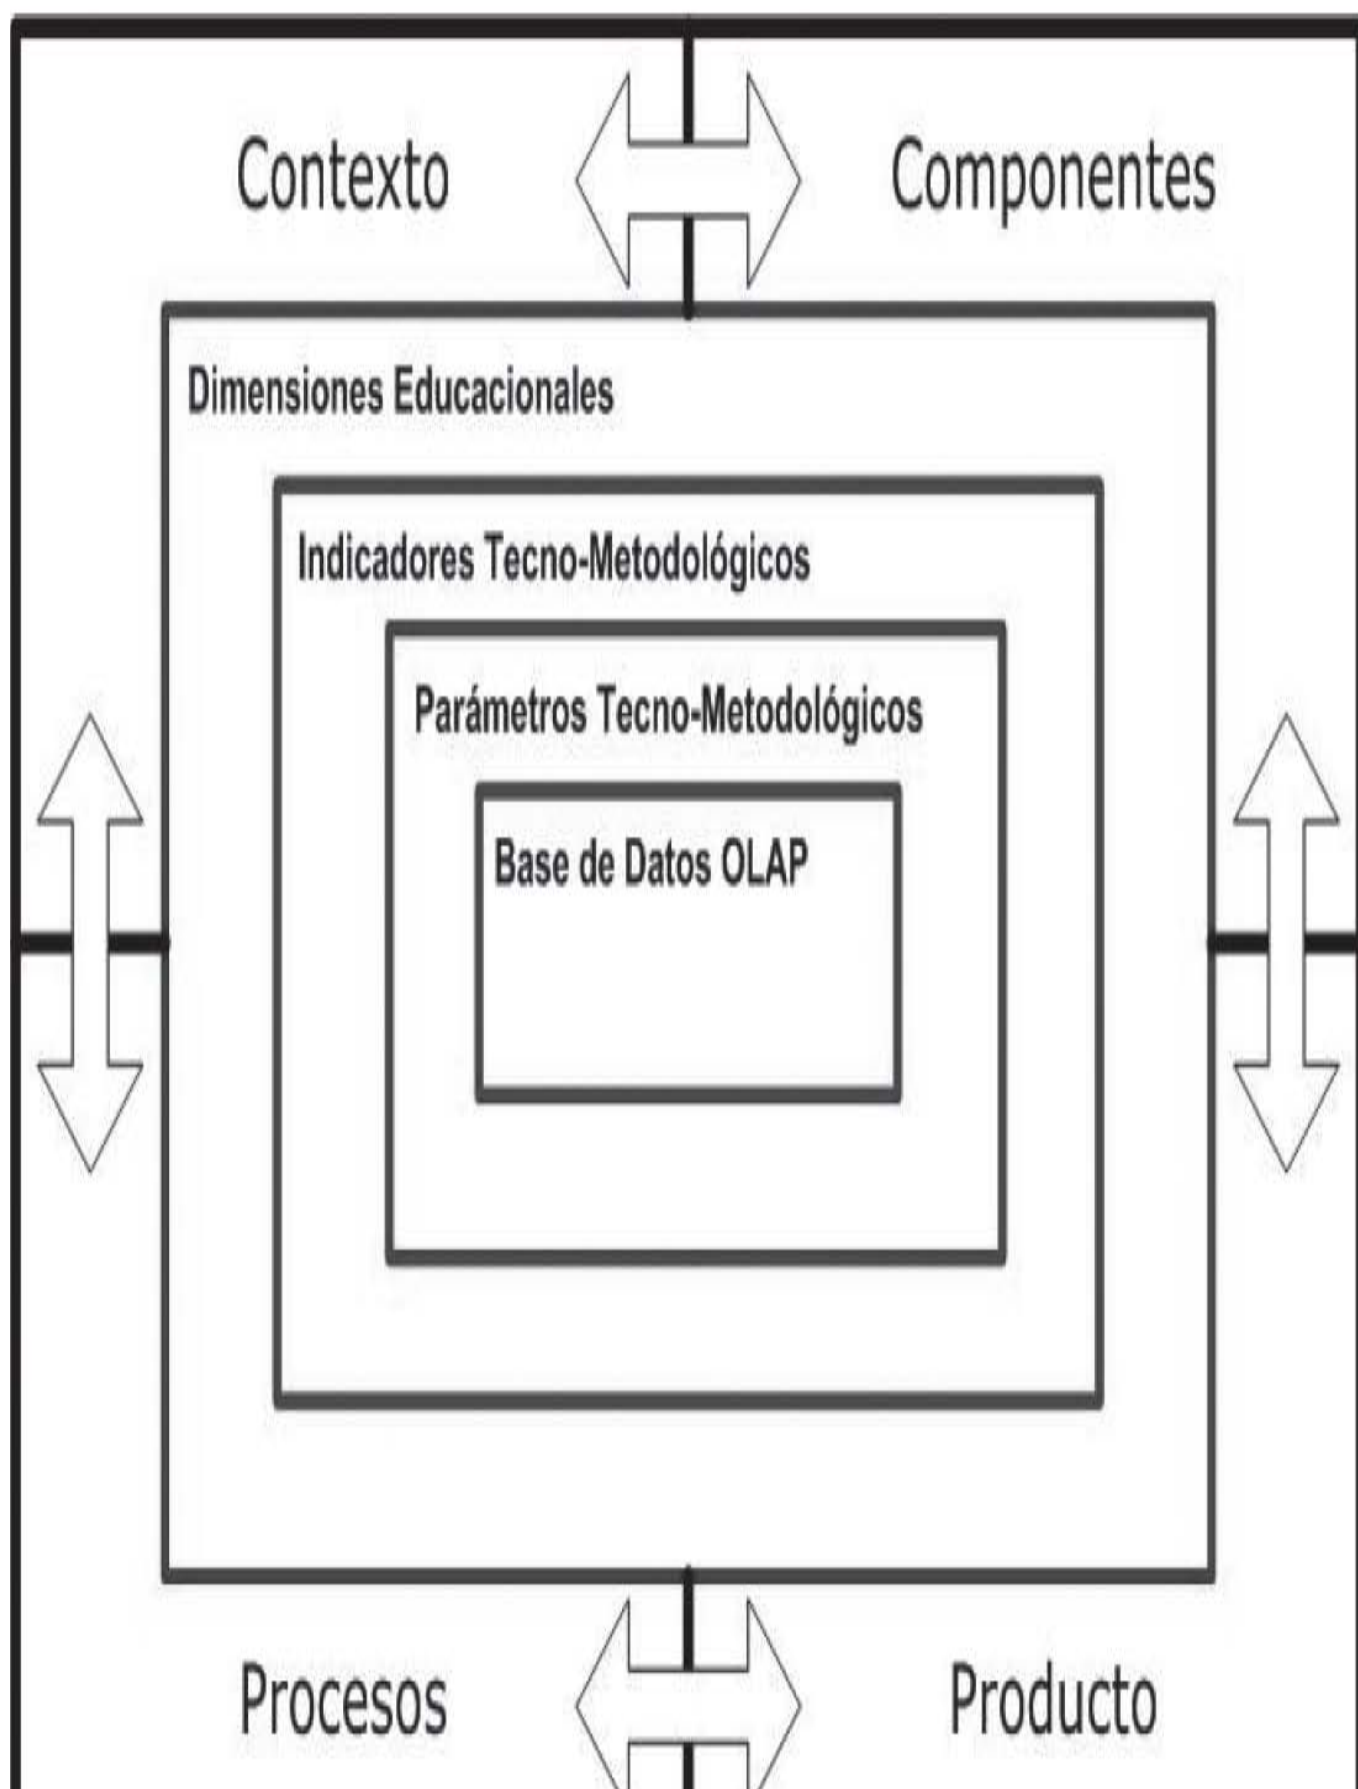 Contexto
Componentes
Dimensiones Educacionales
Indicadores Tecno-Metodológicos
Parámetros Tecno-Metodológicos
Base de Datos OLAP
Procesos
Producto